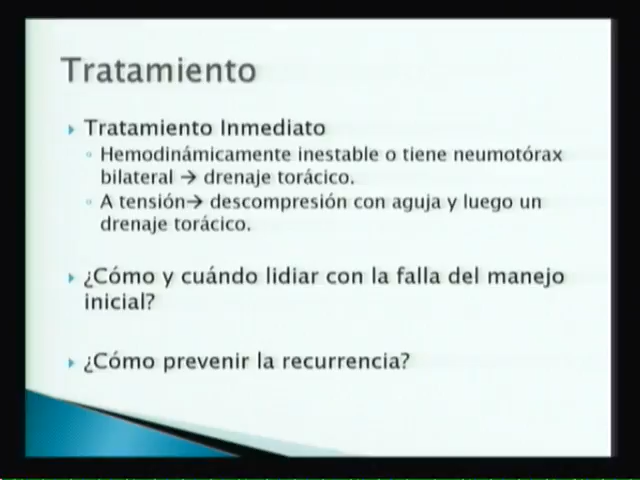 Tratamiento
Tratamiento Inmediato
Hemodinámicamente inestable o tiene neumotórax
bilateral → drenaje torácico.
A tensión→ descompresión con aguja y luego un
drenaje torácico.
¿Cómo y cuándo lidiar con la falla del manejo
inicial?
¿Cómo prevenir la recurrencia?